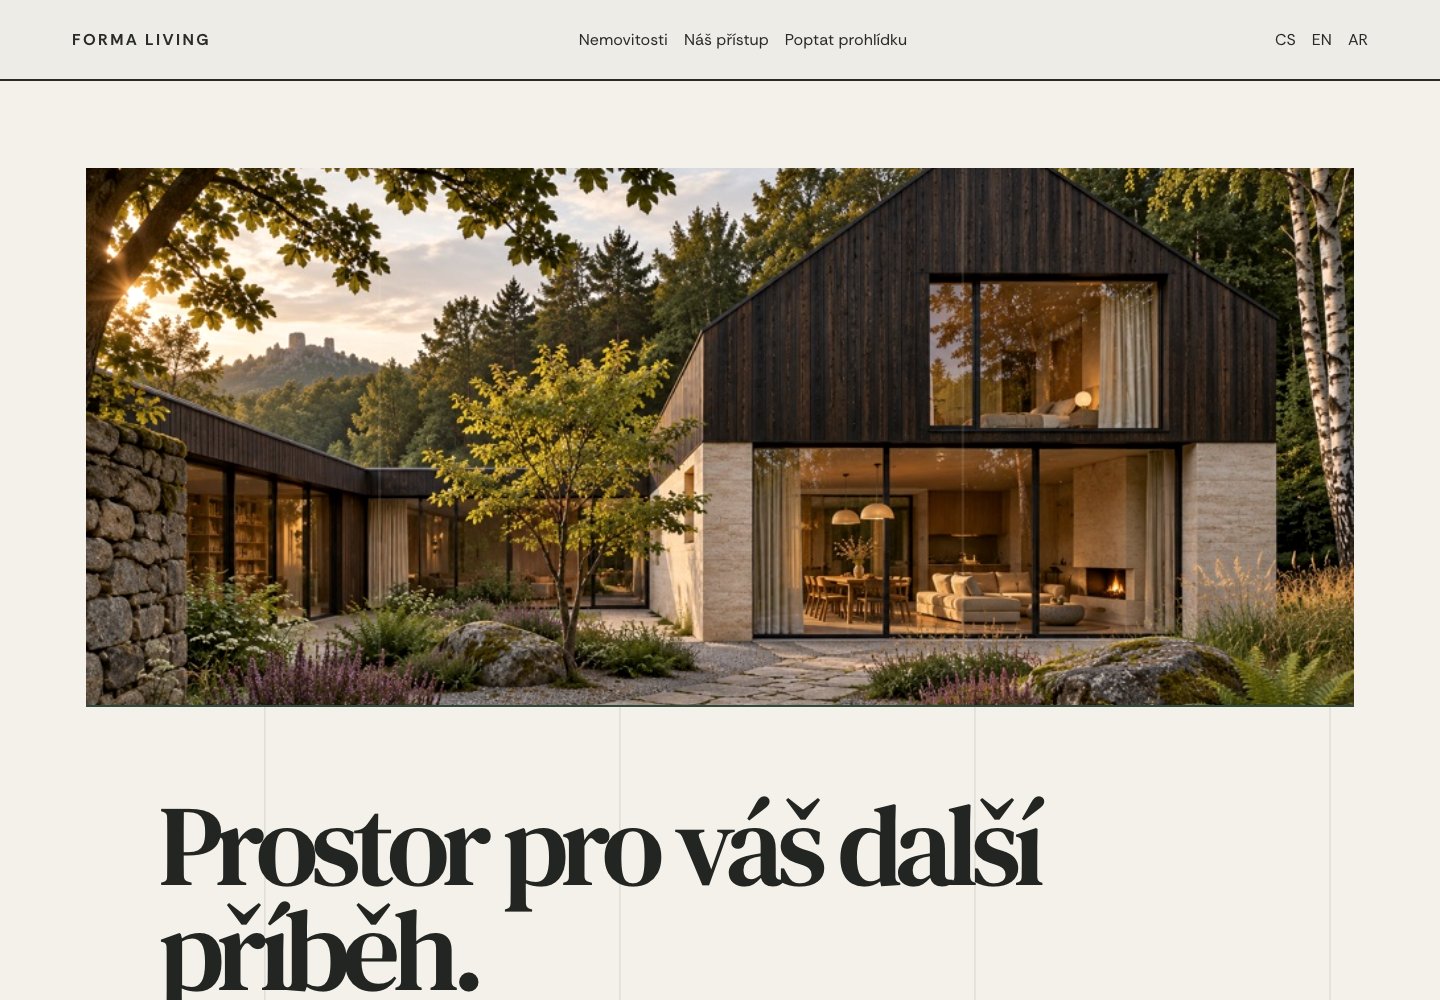 FORMA LIVING
Nemovitosti Náš přístup Poptat prohlídku
CS EN AR
Prostor pro váš další
příběh.